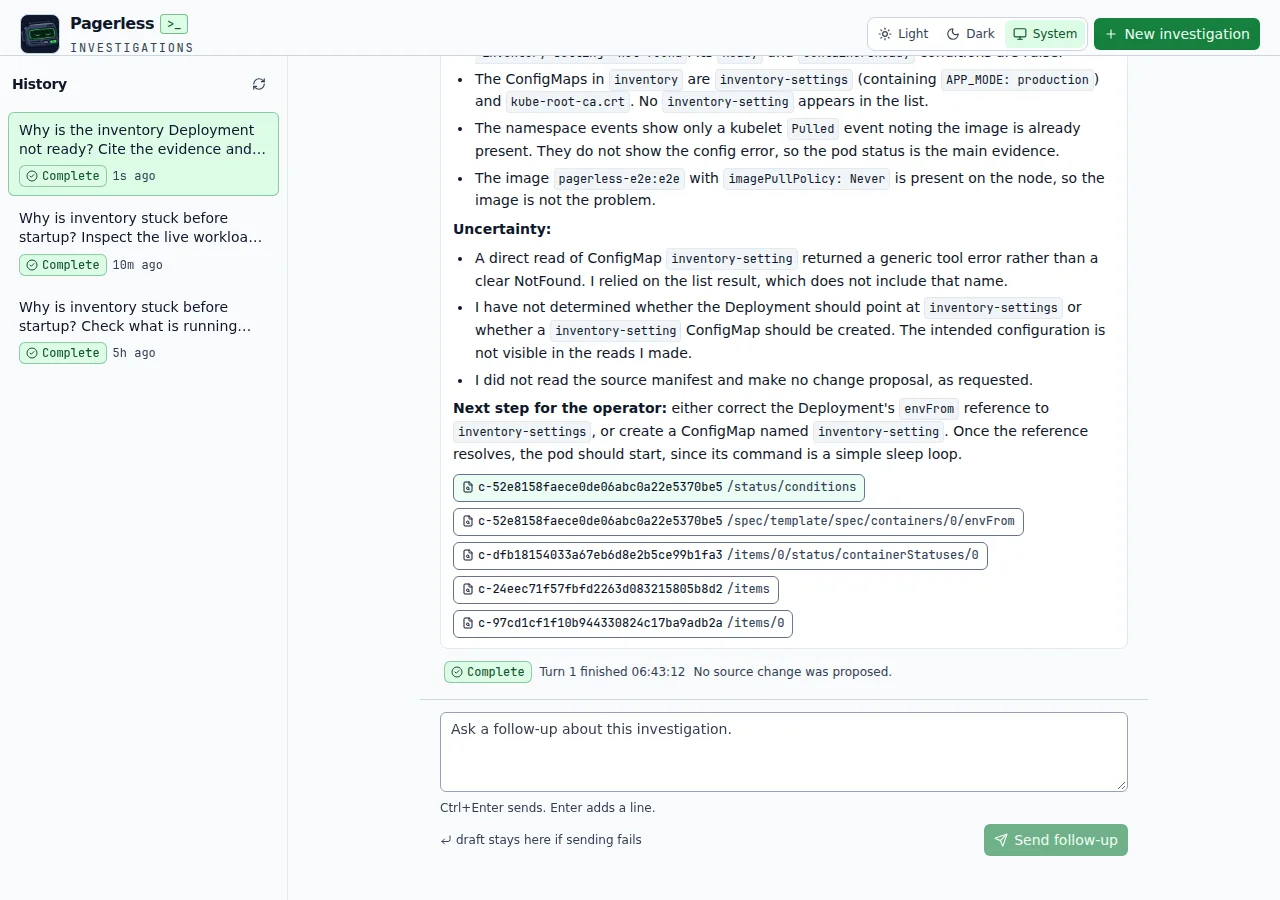 Pagerless >_
INVESTIGATIONS
Light Dark System
+ New investigation
History
Why is the inventory Deployment
not ready? Cite the evidence and…
Complete 1s ago
Why is inventory stuck before
startup? Inspect the live workloa…
Complete 10m ago
Why is inventory stuck before
startup? Check what is running…
Complete 5h ago
• The ConfigMaps in inventory are inventory-settings (containing APP_MODE: production)
and kube-root-ca.crt. No inventory-setting appears in the list.
• The namespace events show only a kubelet Pulled event noting the image is already
present. They do not show the config error, so the pod status is the main evidence.
• The image pagerless-e2e:e2e with imagePullPolicy: Never is present on the node, so the
image is not the problem.
Uncertainty:
• A direct read of ConfigMap inventory-setting returned a generic tool error rather than a
clear NotFound. I relied on the list result, which does not include that name.
• I have not determined whether the Deployment should point at inventory-settings or
whether a inventory-setting ConfigMap should be created. The intended configuration is
not visible in the reads I made.
• I did not read the source manifest and make no change proposal, as requested.
Next step for the operator: either correct the Deployment's envFrom reference to
inventory-settings, or create a ConfigMap named inventory-setting. Once the reference
resolves, the pod should start, since its command is a simple sleep loop.
c-52e8158faece0de06abc0a22e5370be5 /status/conditions
c-52e8158faece0de06abc0a22e5370be5 /spec/template/spec/containers/0/envFrom
c-dfb18154033a67eb6d8e2b5ce99b1fa3 /items/0/status/containerStatuses/0
c-24eec71f57fbfd2263d083215805b8d2 /items
c-97cd1cf1f10b944330824c17ba9adb2a /items/0
Complete Turn 1 finished 06:43:12 No source change was proposed.
Ask a follow-up about this investigation.
Ctrl+Enter sends. Enter adds a line.
draft stays here if sending fails
Send follow-up